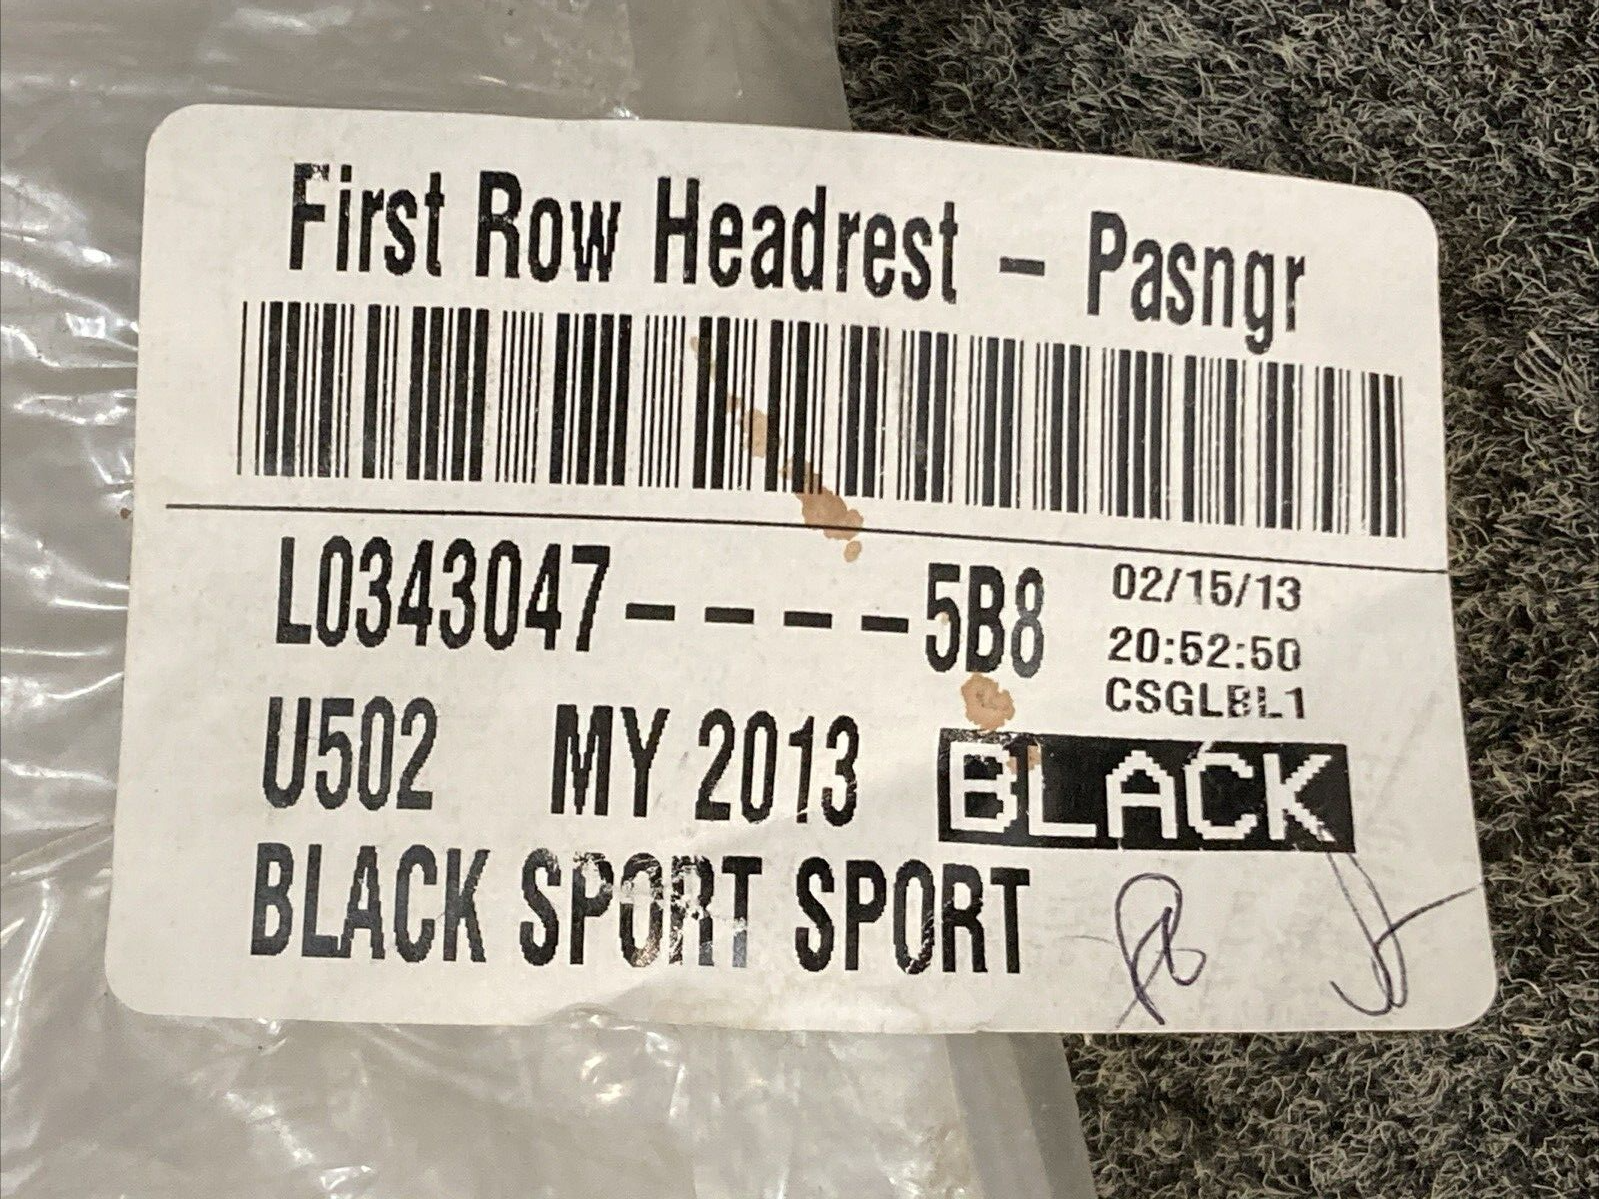 First Row Headrest - Pasngr
L0343047----5B8
02/15/13
20:52:50
CSGLBL1
U502 MY 2013
BLACK
BLACK SPORT SPORT